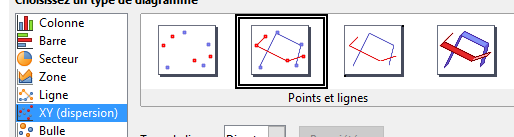 Choisissez un type de diagramme
Colonne
Barre
Secteur
Zone
Ligne
XY (dispersion)
Bulle
Points et lignes